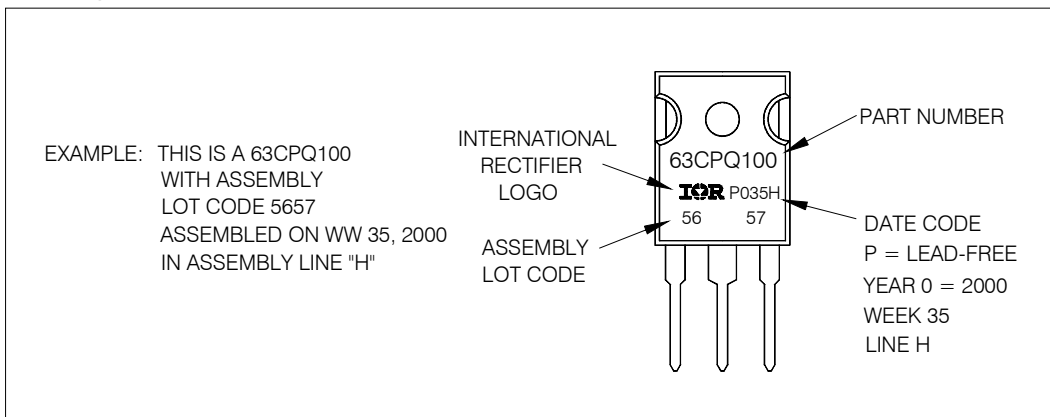 EXAMPLE: THIS IS A 63CPQ100
WITH ASSEMBLY
LOT CODE 5657
ASSEMBLED ON WW 35, 2000
IN ASSEMBLY LINE "H"
INTERNATIONAL
RECTIFIER
LOGO
ASSEMBLY
LOT CODE
63CPQ100
IOR P035H
56 57
PART NUMBER
DATE CODE
P = LEAD-FREE
YEAR 0 = 2000
WEEK 35
LINE H